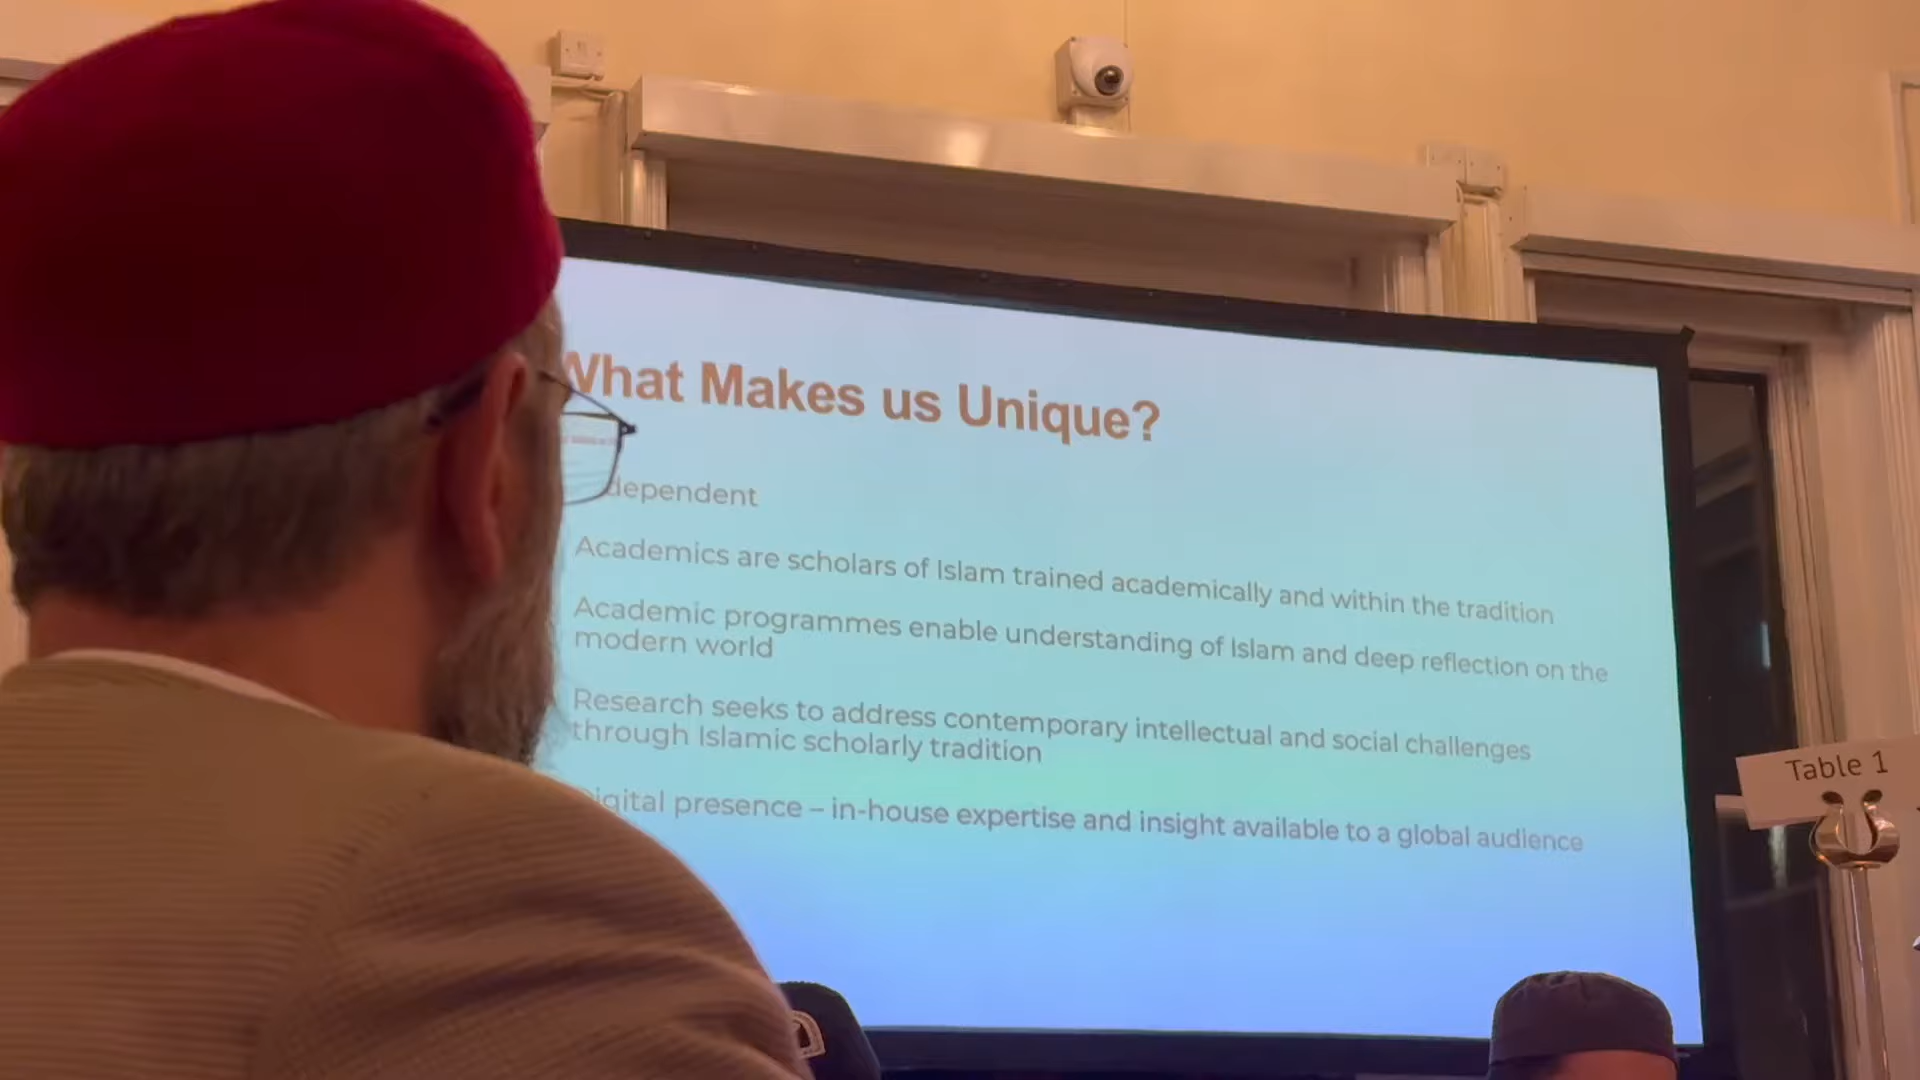 What Makes us Unique?
dependent
Academics are scholars of Islam trained academically and within the tradition
Academic programmes enable understanding of Islam and deep reflection on the
modern world
Research seeks to address contemporary intellectual and social challenges
through Islamic scholarly tradition
Digital presence – in-house expertise and insight available to a global audience
Table 1